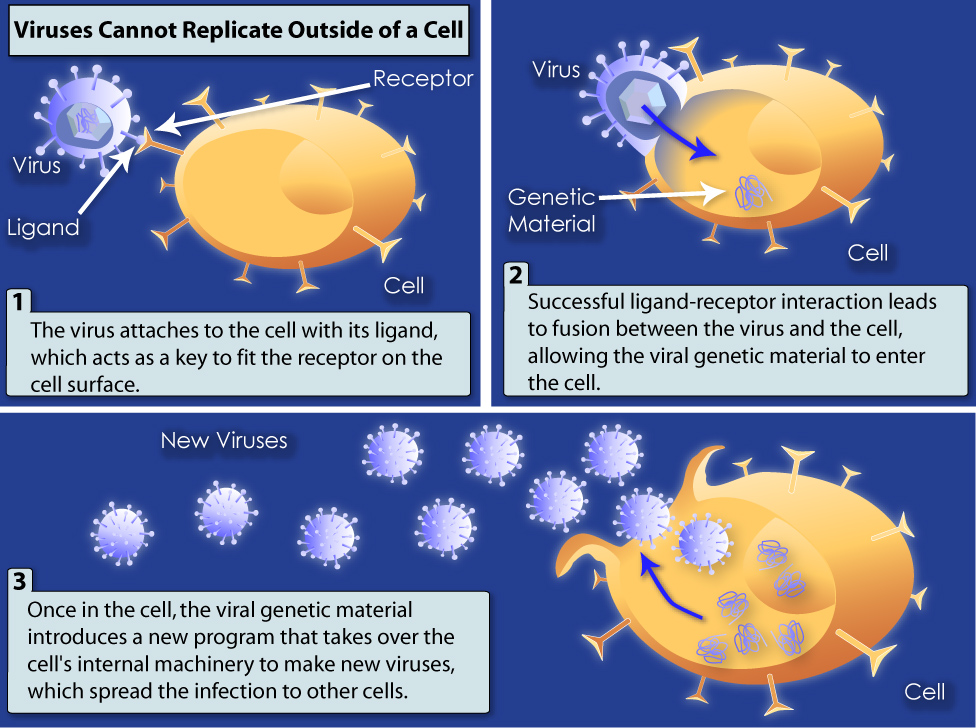 Viruses Cannot Replicate Outside of a Cell
Receptor
Virus
Ligand
Cell
1
The virus attaches to the cell with its ligand,
which acts as a key to fit the receptor on the
cell surface.
Virus
Genetic
Material
Cell
2
Successful ligand-receptor interaction leads
to fusion between the virus and the cell,
allowing the viral genetic material to enter
the cell.
New Viruses
3
Once in the cell, the viral genetic material
introduces a new program that takes over the
cell's internal machinery to make new viruses,
which spread the infection to other cells.
Cell